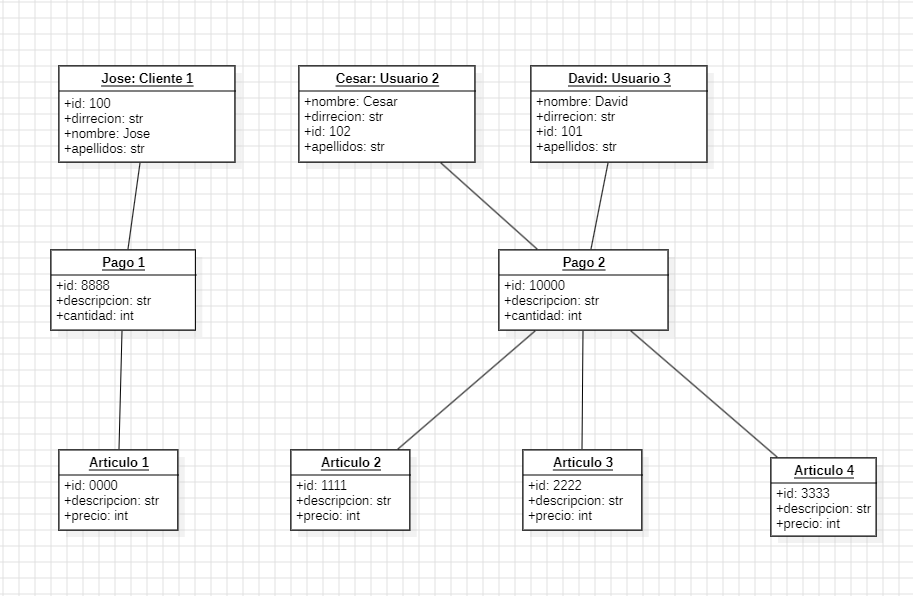 Jose: Cliente 1
+id: 100
+dirrecion: str
+nombre: Jose
+apellidos: str
Cesar: Usuario 2
+nombre: Cesar
+dirrecion: str
+id: 102
+apellidos: str
David: Usuario 3
+nombre: David
+dirrecion: str
+id: 101
+apellidos: str
Pago 1
+id: 8888
+descripcion: str
+cantidad: int
Pago 2
+id: 10000
+descripcion: str
+cantidad: int
Articulo 1
+id: 0000
+descripcion: str
+precio: int
Articulo 2
+id: 1111
+descripcion: str
+precio: int
Articulo 3
+id: 2222
+descripcion: str
+precio: int
Articulo 4
+id: 3333
+descripcion: str
+precio: int